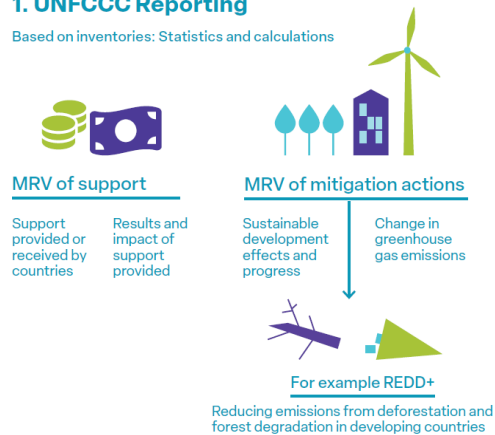 1. UNFCCC Reporting
Based on inventories: Statistics and calculations
MRV of support
MRV of mitigation actions
Support
provided or
received by
countries
Results and
impact of
support
provided
Sustainable
development
effects and
progress
Change in
greenhouse
gas emissions
For example REDD+
Reducing emissions from deforestation and
forest degradation in developing countries